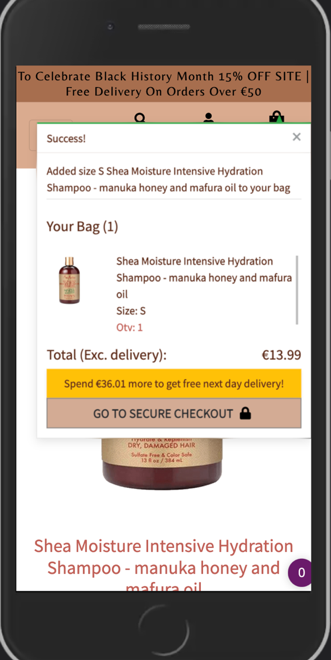 To Celebrate Black History Month 15% OFF SITE |
Free Delivery On Orders Over €50
Success!
×
Added size S Shea Moisture Intensive Hydration
Shampoo - manuka honey and mafura oil to your bag
Your Bag (1)
Shea Moisture Intensive Hydration
Shampoo - manuka honey and mafura
oil
Size: S
Qty: 1
Total (Exc. delivery): €13.99
Spend €36.01 more to get free next day delivery!
GO TO SECURE CHECKOUT
Hydrate & Replenish
DRY, DAMAGED HAIR
Sulfate Free & Color Safe
13 fl oz / 384 mL
Shea Moisture Intensive Hydration
Shampoo - manuka honey and
mafura oil
0